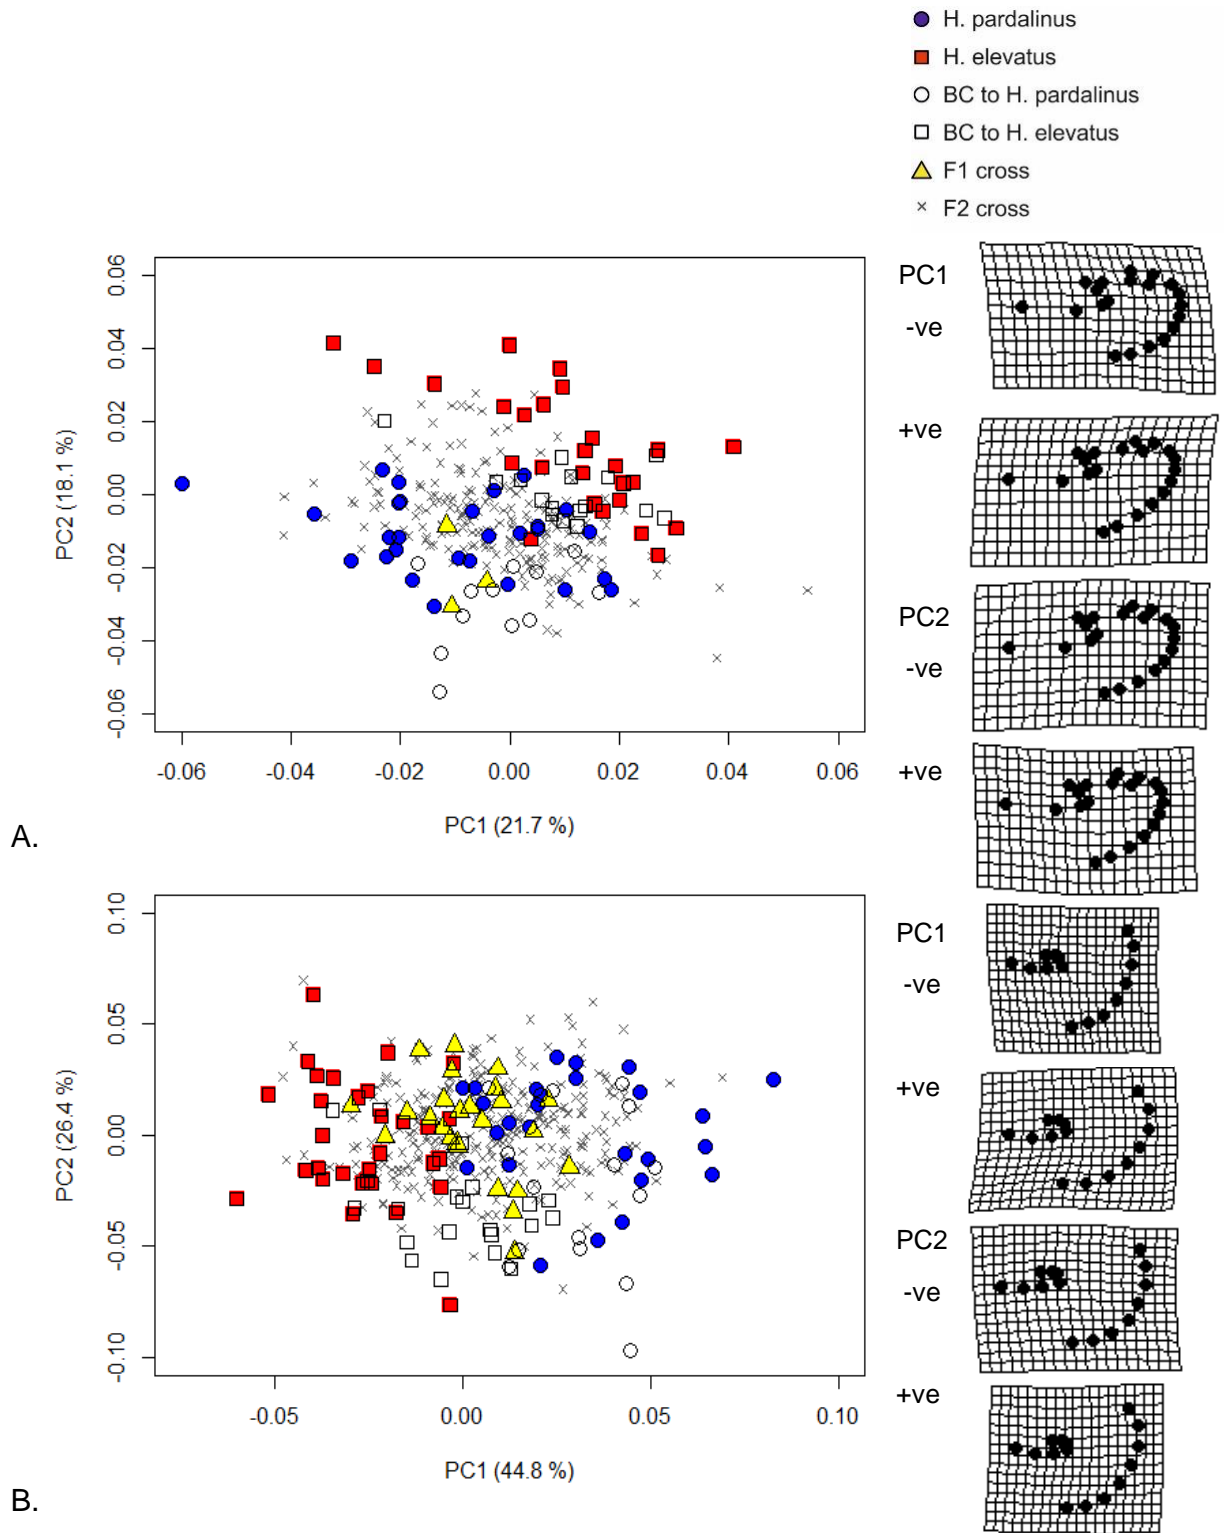 H. pardalinus
H. elevatus
BC to H. pardalinus
BC to H. elevatus
F1 cross
F2 cross
PC2 (18.1 %)
0.06
0.04
0.02
0.00
-0.02
-0.04
-0.06
-0.06 -0.04 -0.02 0.00 0.02 0.04 0.06
PC1 (21.7 %)
A.
PC1
-ve
+ve
PC2
-ve
+ve
PC2 (26.4 %)
0.10
0.05
0.00
-0.05
-0.10
-0.05 0.00 0.05 0.10
PC1 (44.8 %)
B.
PC1
-ve
+ve
PC2
-ve
+ve